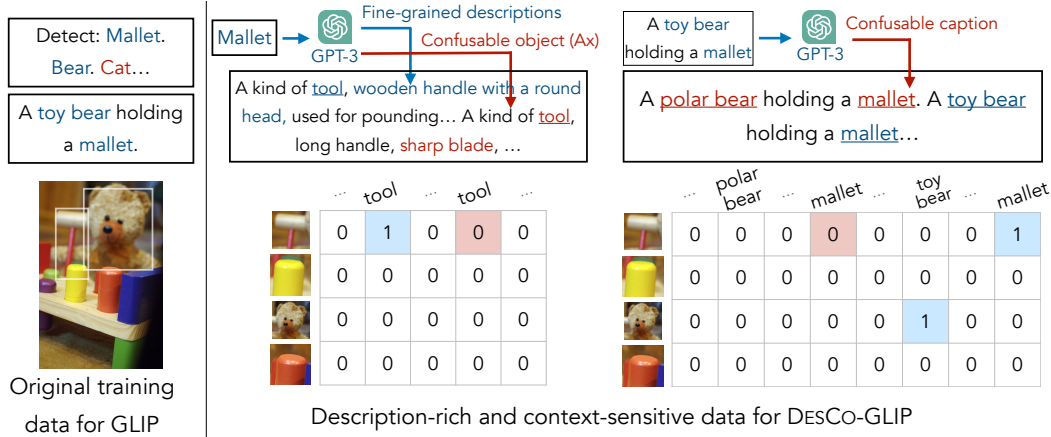 Detect: Mallet.
Bear. Cat...
A toy bear holding
a mallet.
Original training
data for GLIP
Mallet
GPT-3
Fine-grained descriptions
Confusable object (Ax)
A kind of tool, wooden handle with a round
head, used for pounding... A kind of tool,
long handle, sharp blade, ...
... tool ... tool ...
0 1 0 0 0
0 0 0 0 0
0 0 0 0 0
0 0 0 0 0
A toy bear
holding a mallet
GPT-3
Confusable caption
A polar bear holding a mallet. A toy bear
holding a mallet...
... polar bear ... mallet ... toy bear ... mallet
0 0 0 0 0 0 0 1
0 0 0 0 0 0 0 0
0 0 0 0 0 1 0 0
0 0 0 0 0 0 0 0
Description-rich and context-sensitive data for DESCO-GLIP